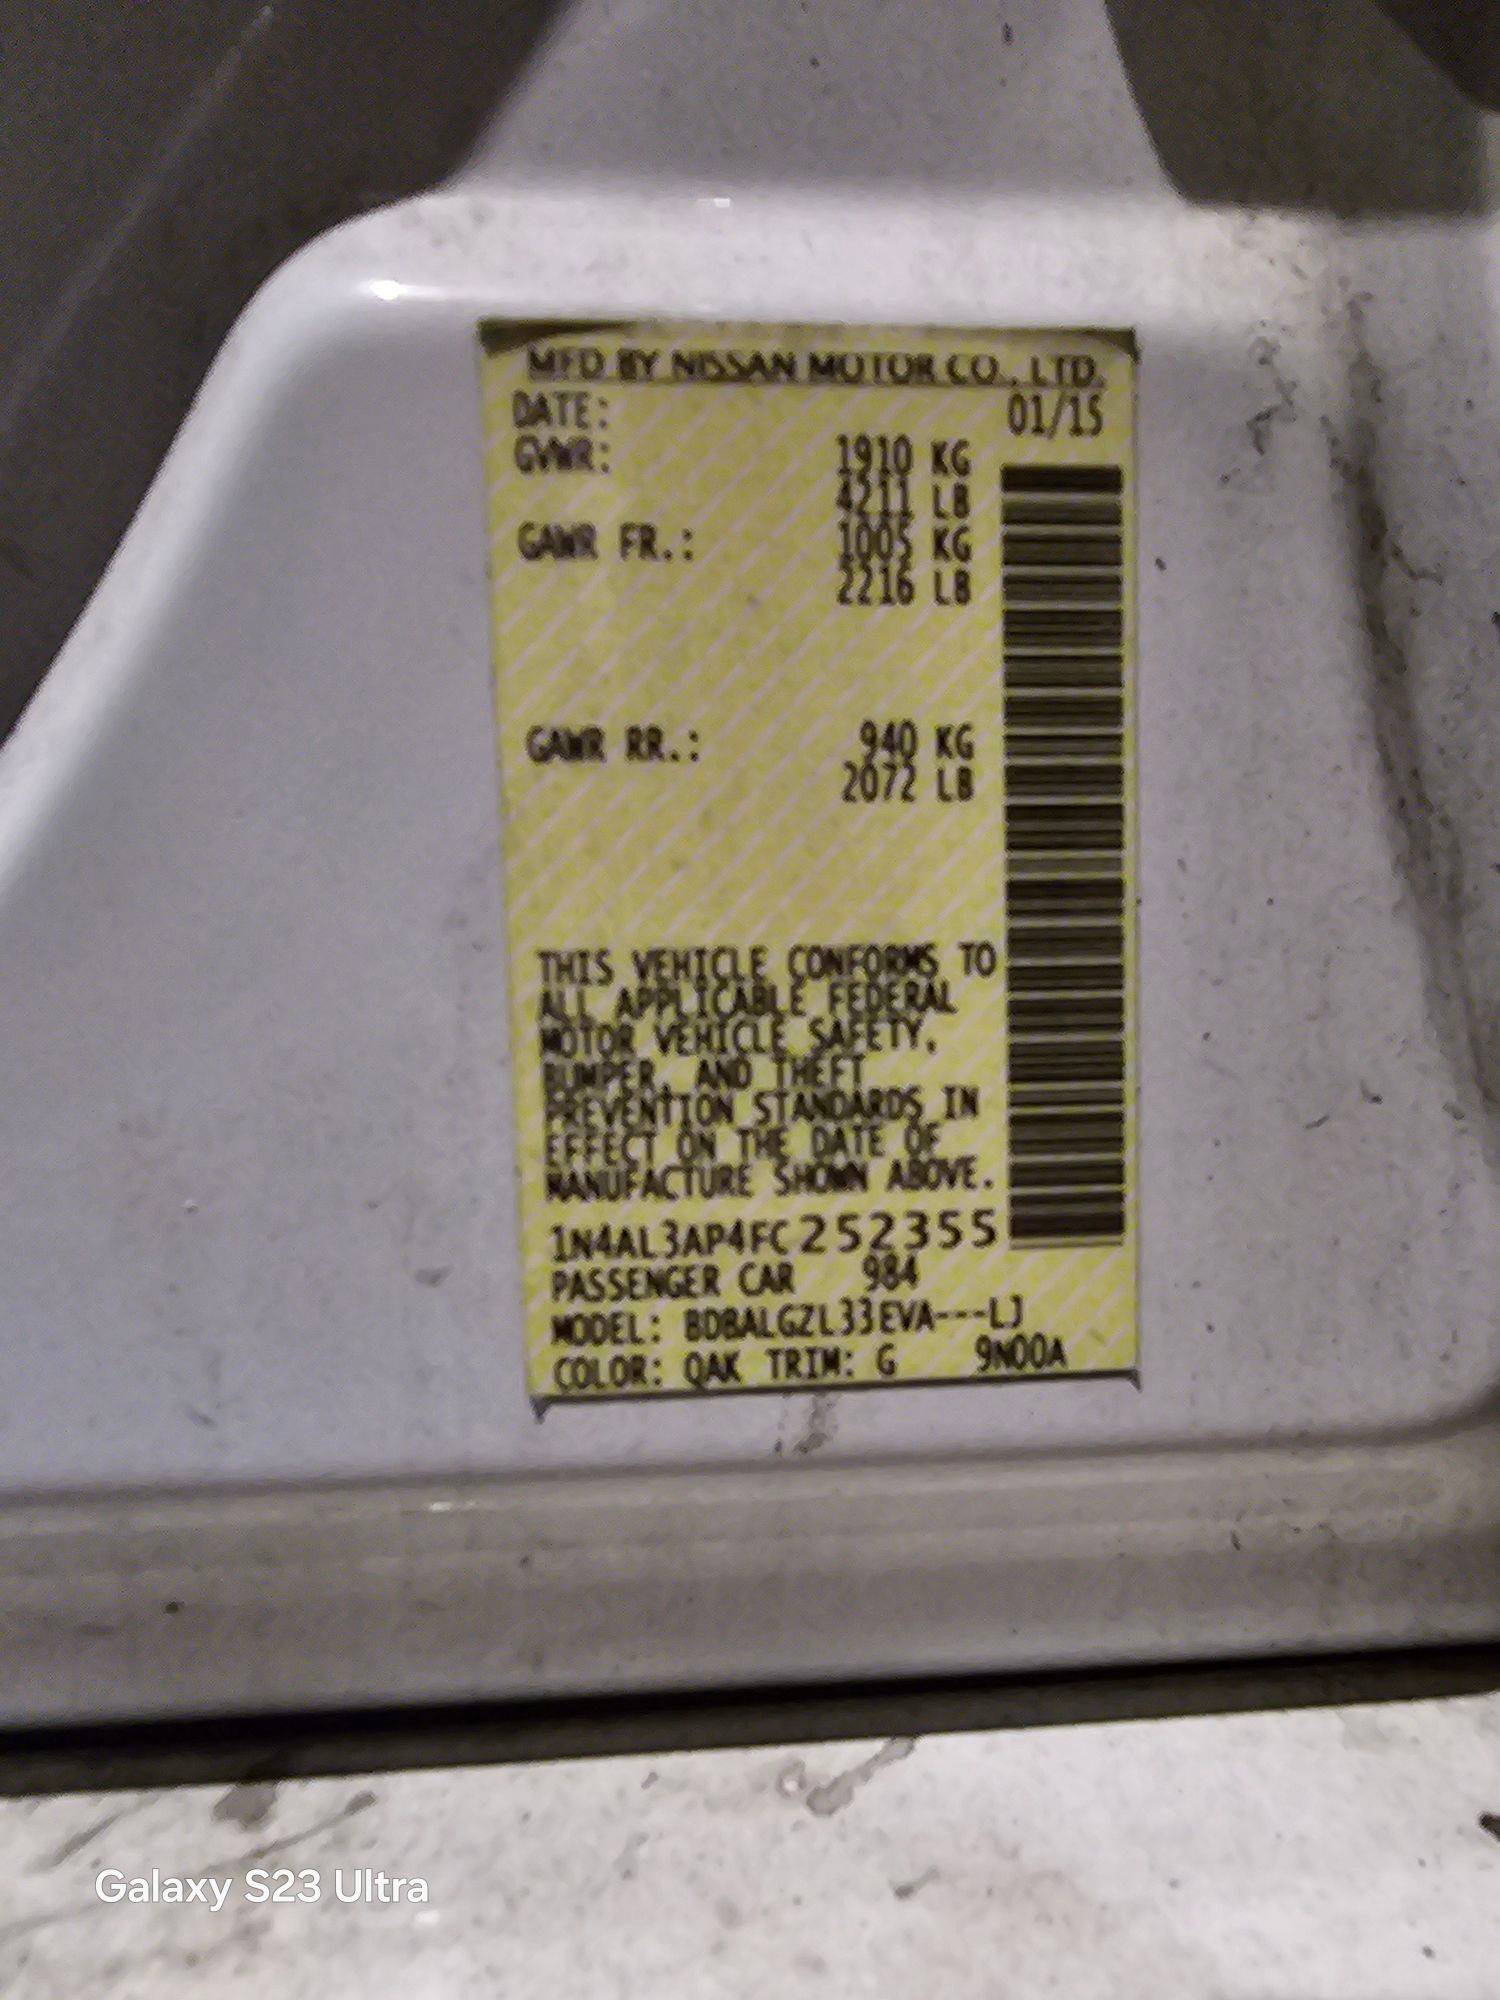 MFD BY NISSAN MOTOR CO., LTD.
DATE: 01/15
GVWR: 1910 KG
4211 LB
GAWR FR.: 1005 KG
2216 LB
GAWR RR.: 940 KG
2072 LB
THIS VEHICLE CONFORMS TO
ALL APPLICABLE FEDERAL
MOTOR VEHICLE SAFETY,
BUMPER, AND THEFT
PREVENTION STANDARDS IN
EFFECT ON THE DATE OF
MANUFACTURE SHOWN ABOVE.
1N4AL3AP4FC252355
PASSENGER CAR 984
MODEL: BDBALGZL33EVA---LJ
COLOR: QAK TRIM: G 9N00A
Galaxy S23 Ultra